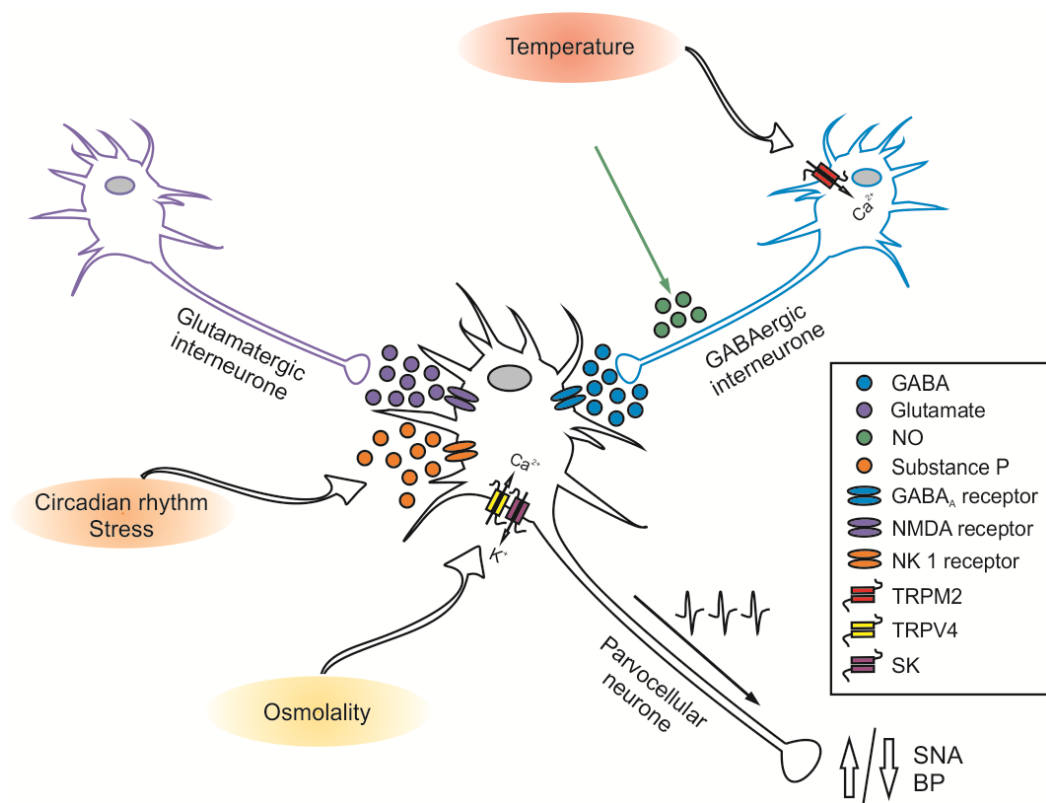 Temperature
Ca²⁺
Glutamatergic
interneurone
GABAergic
interneurone
Circadian rhythm
Stress
Ca²⁺
K⁺
Osmolality
Parvocellular
neurone
SNA
BP
GABA
Glutamate
NO
Substance P
GABAₐ receptor
NMDA receptor
NK 1 receptor
TRPM2
TRPV4
SK